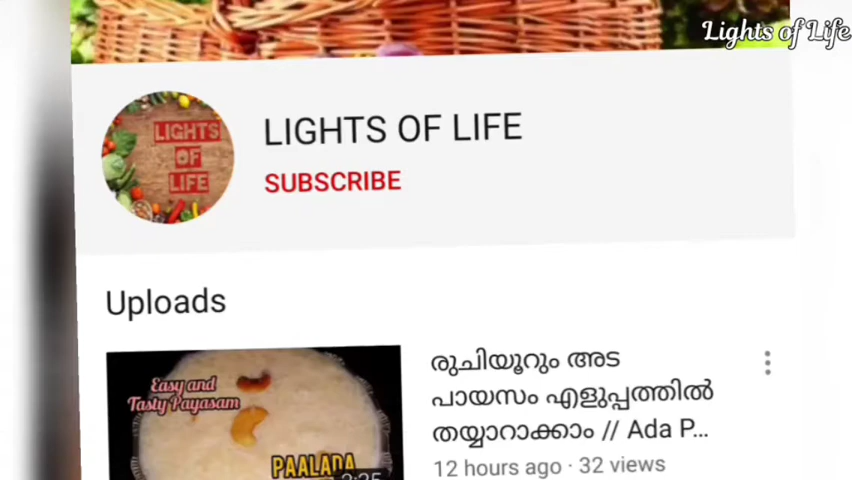 Lights of Life
LIGHTS
OF
LIFE
LIGHTS OF LIFE
SUBSCRIBE
Uploads
Easy and
Tasty Payasam
PAALADA
രുചിയൂറും അട
പായസം എളുപ്പത്തിൽ
തയ്യാറാക്കാം // Ada P...
12 hours ago · 32 views